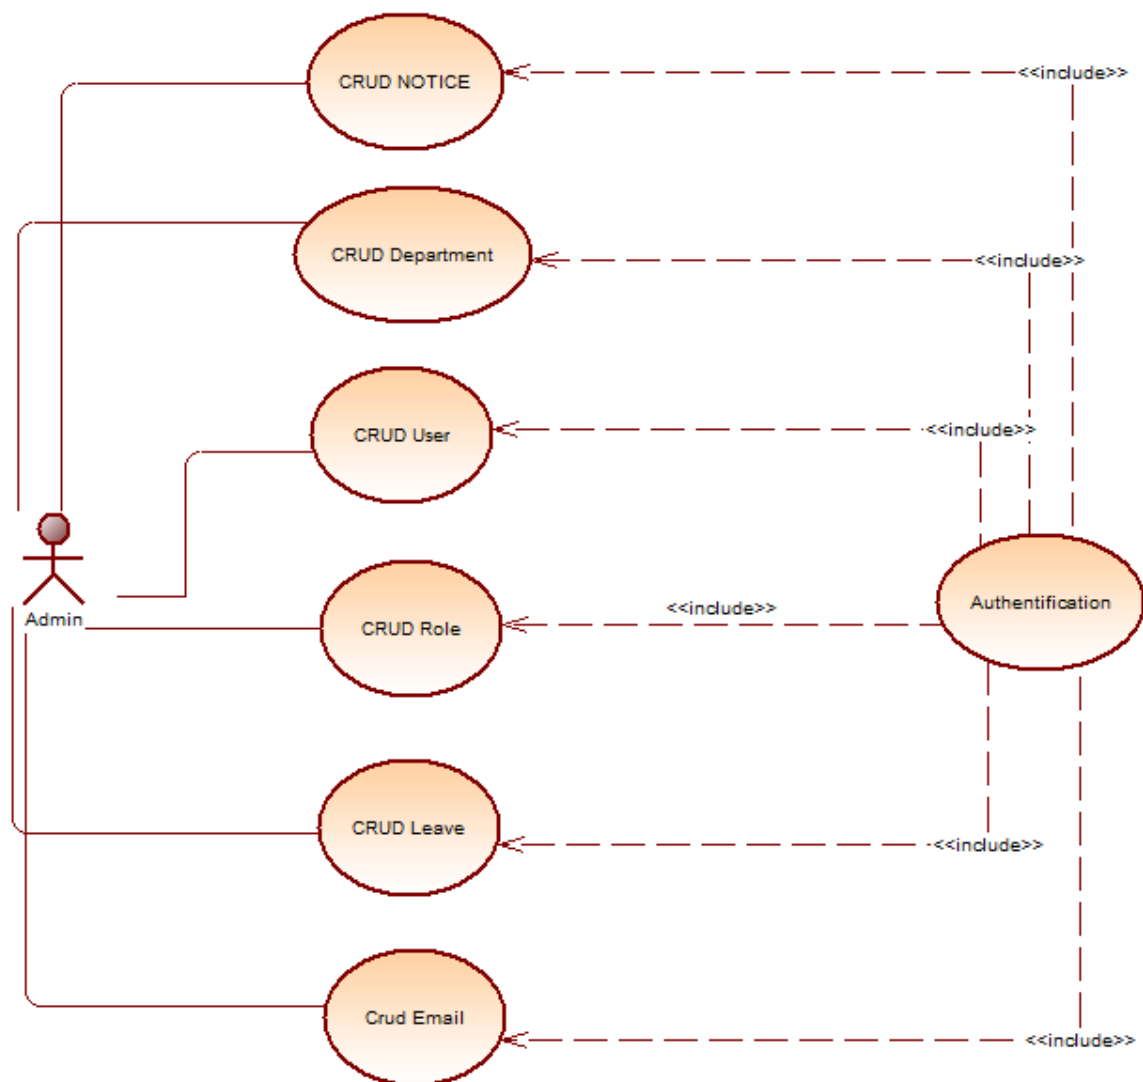 CRUD NOTICE
<<include>>
CRUD Department
<<include>>
CRUD User
<<include>>
Authentification
<<include>>
Admin
CRUD Role
CRUD Leave
<<include>>
Crud Email
<<include>>